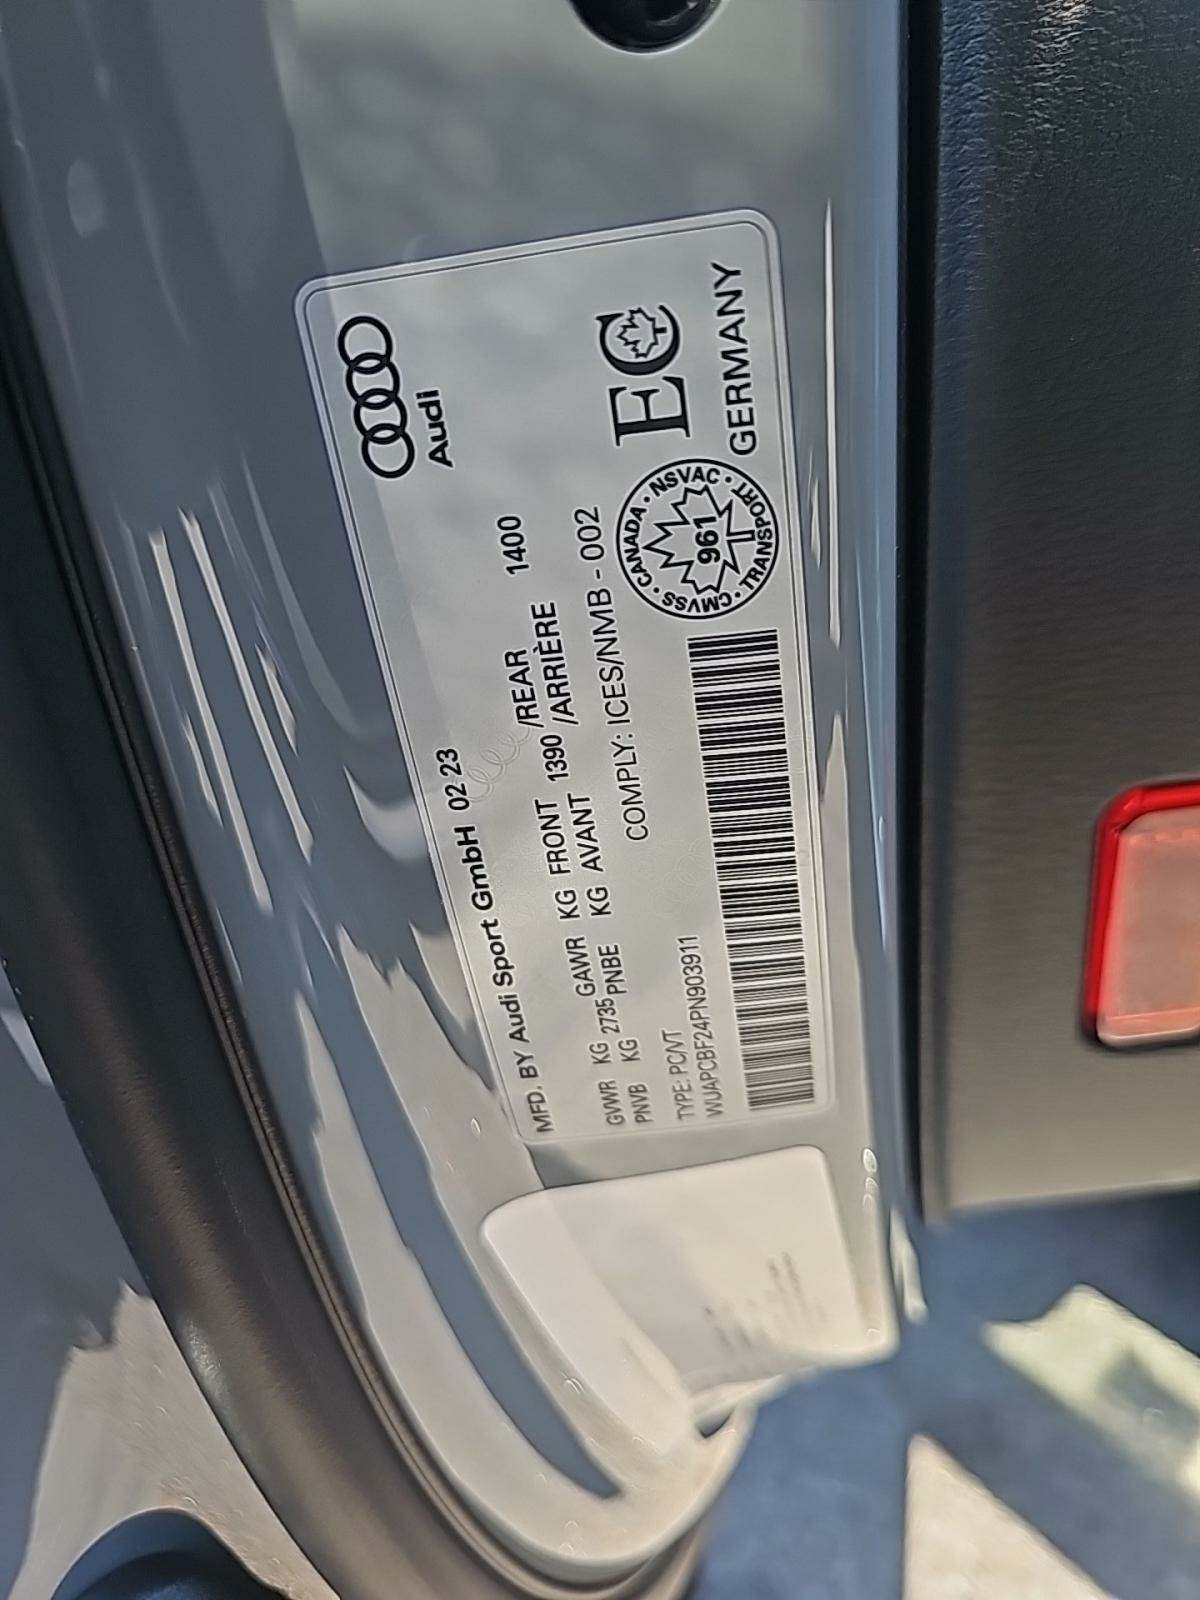 Audi
MFD. BY Audi Sport GmbH 02 23
GVWR KG 2735 GAWR KG FRONT 1390 /REAR 1400
PNVB KG PNBE KG AVANT /ARRIÈRE
COMPLY: ICES/NMB - 002
TYPE: PC/VT
WUAPCBF24PN903911
CANADA · NSVAC · TRANSPORT · CMVSS ·
961
EC
GERMANY